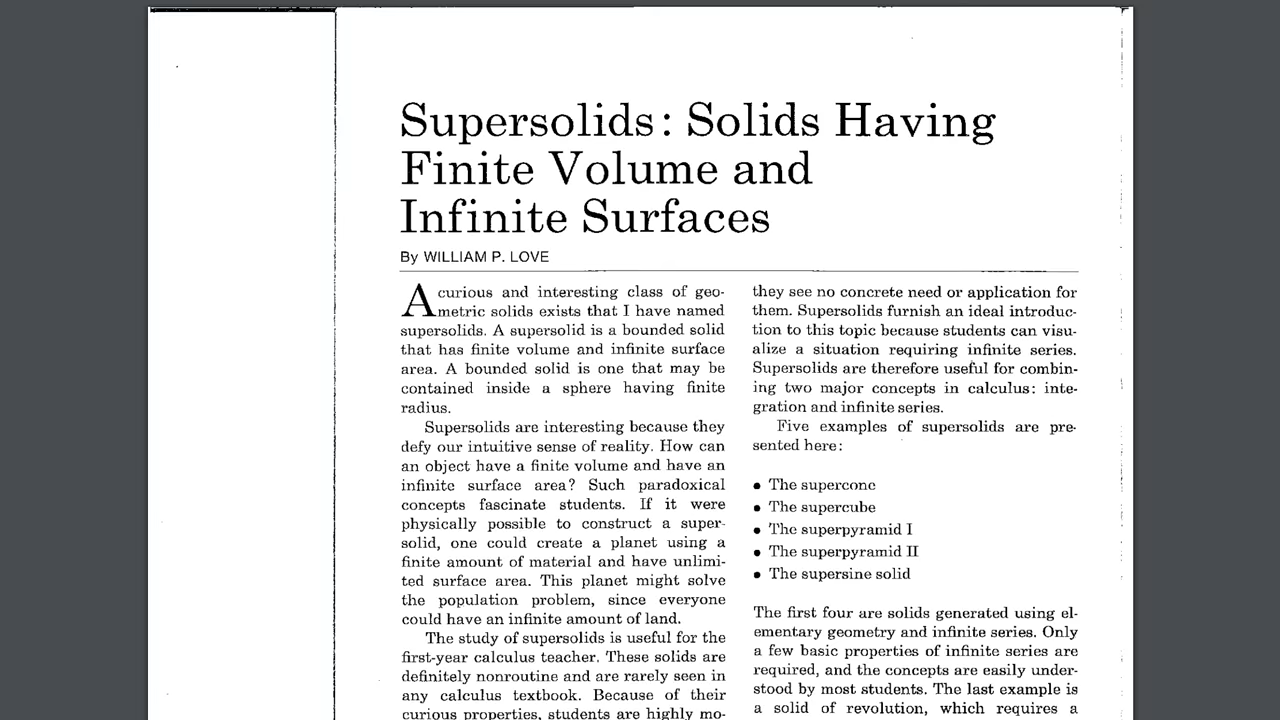 Supersolids: Solids Having
Finite Volume and
Infinite Surfaces
By WILLIAM P. LOVE
A curious and interesting class of geo-
metric solids exists that I have named
supersolids. A supersolid is a bounded solid
that has finite volume and infinite surface
area. A bounded solid is one that may be
contained inside a sphere having finite
radius.
Supersolids are interesting because they
defy our intuitive sense of reality. How can
an object have a finite volume and have an
infinite surface area? Such paradoxical
concepts fascinate students. If it were
physically possible to construct a super-
solid, one could create a planet using a
finite amount of material and have unlimi-
ted surface area. This planet might solve
the population problem, since everyone
could have an infinite amount of land.
The study of supersolids is useful for the
first-year calculus teacher. These solids are
definitely nonroutine and are rarely seen in
any calculus textbook. Because of their
curious properties, students are highly mo-
they see no concrete need or application for
them. Supersolids furnish an ideal introduc-
tion to this topic because students can visu-
alize a situation requiring infinite series.
Supersolids are therefore useful for combin-
ing two major concepts in calculus: inte-
gration and infinite series.
Five examples of supersolids are pre-
sented here:
• The supercone
• The supercube
• The superpyramid I
• The superpyramid II
• The supersine solid
The first four are solids generated using el-
ementary geometry and infinite series. Only
a few basic properties of infinite series are
required, and the concepts are easily under-
stood by most students. The last example is
a solid of revolution, which requires a